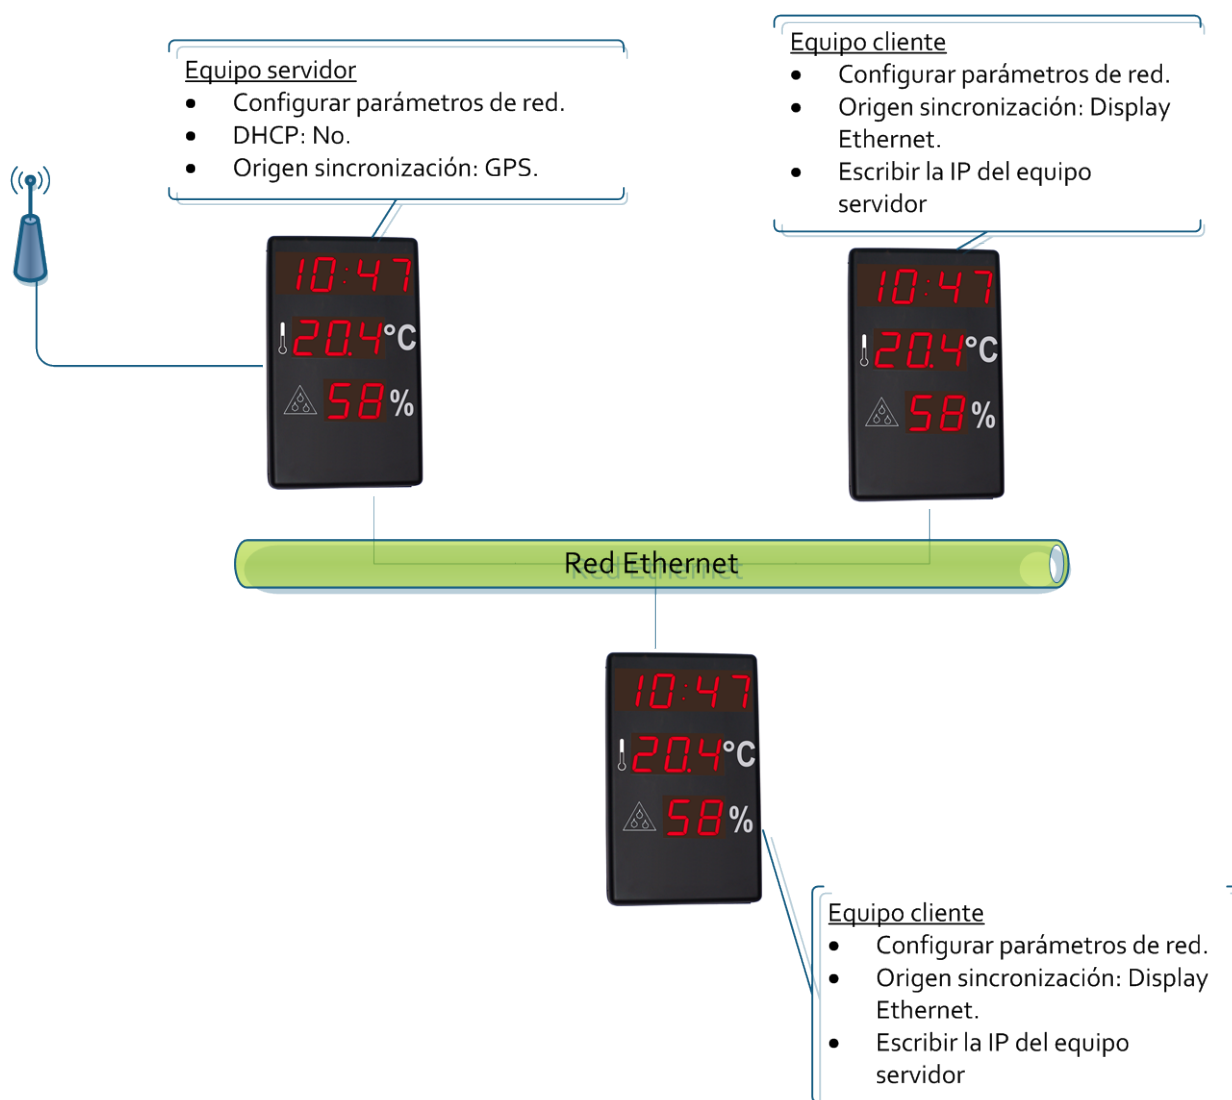 Equipo servidor
• Configurar parámetros de red.
• DHCP: No.
• Origen sincronización: GPS.
Equipo cliente
• Configurar parámetros de red.
• Origen sincronización: Display
Ethernet.
• Escribir la IP del equipo
servidor
10:47
20.4°C
58%
10:47
20.4°C
58%
Red Ethernet
10:47
20.4°C
58%
Equipo cliente
• Configurar parámetros de red.
• Origen sincronización: Display
Ethernet.
• Escribir la IP del equipo
servidor